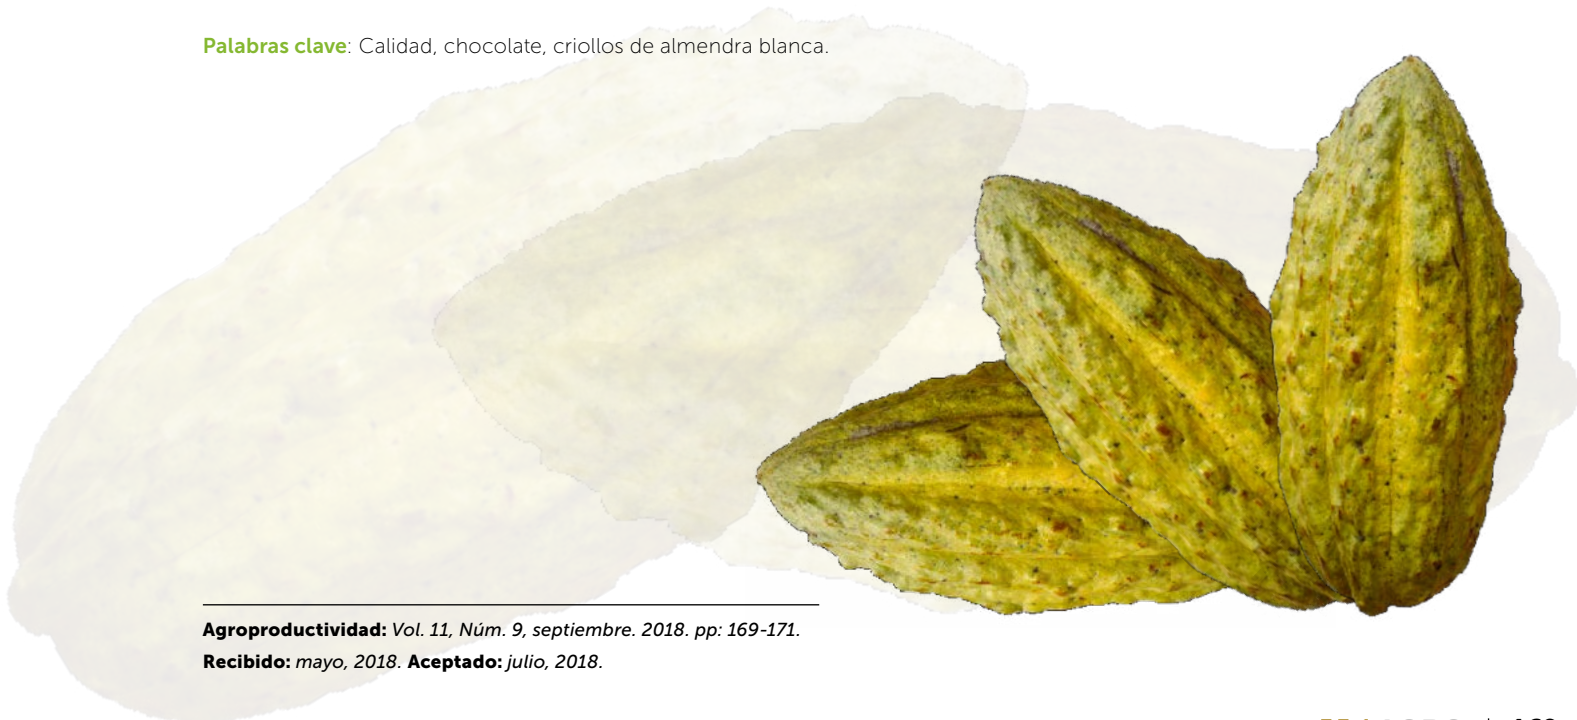 Palabras clave: Calidad, chocolate, criollos de almendra blanca.
Agroproductividad: Vol. 11, Núm. 9, septiembre. 2018. pp: 169-171.
Recibido: mayo, 2018. Aceptado: julio, 2018.